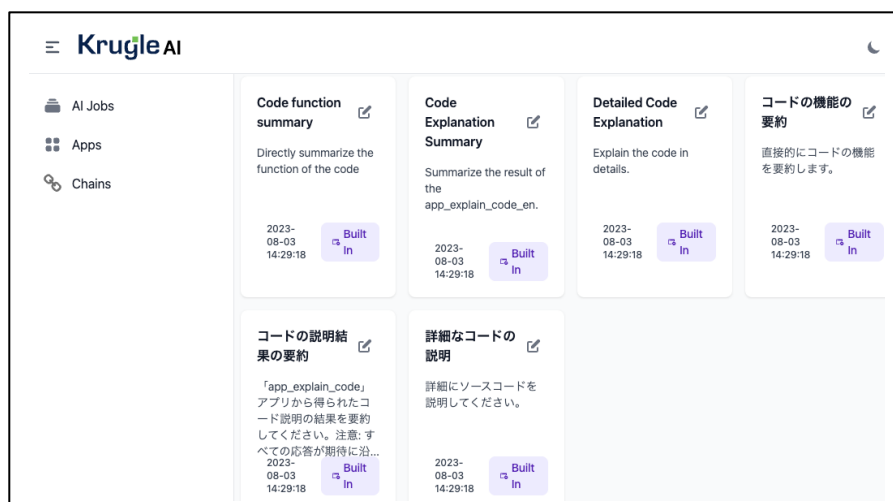 Krugle AI
AI Jobs
Apps
Chains
Code function
summary
Directly summarize the
function of the code
2023-
08-03
14:29:18
Built
In
Code
Explanation
Summary
Summarize the result of
the
app_explain_code_en.
2023-
08-03
14:29:18
Built
In
Detailed Code
Explanation
Explain the code in
details.
2023-
08-03
14:29:18
Built
In
コードの機能の
要約
直接的にコードの機能
を要約します。
2023-
08-03
14:29:18
Built
In
コードの説明結
果の要約
「app_explain_code」
アプリから得られたコ
ード説明の結果を要約
してください。注意: す
べての応答が期待に沿...
2023-
08-03
14:29:18
Built
In
詳細なコードの
説明
詳細にソースコードを
説明してください。
2023-
08-03
14:29:18
Built
In